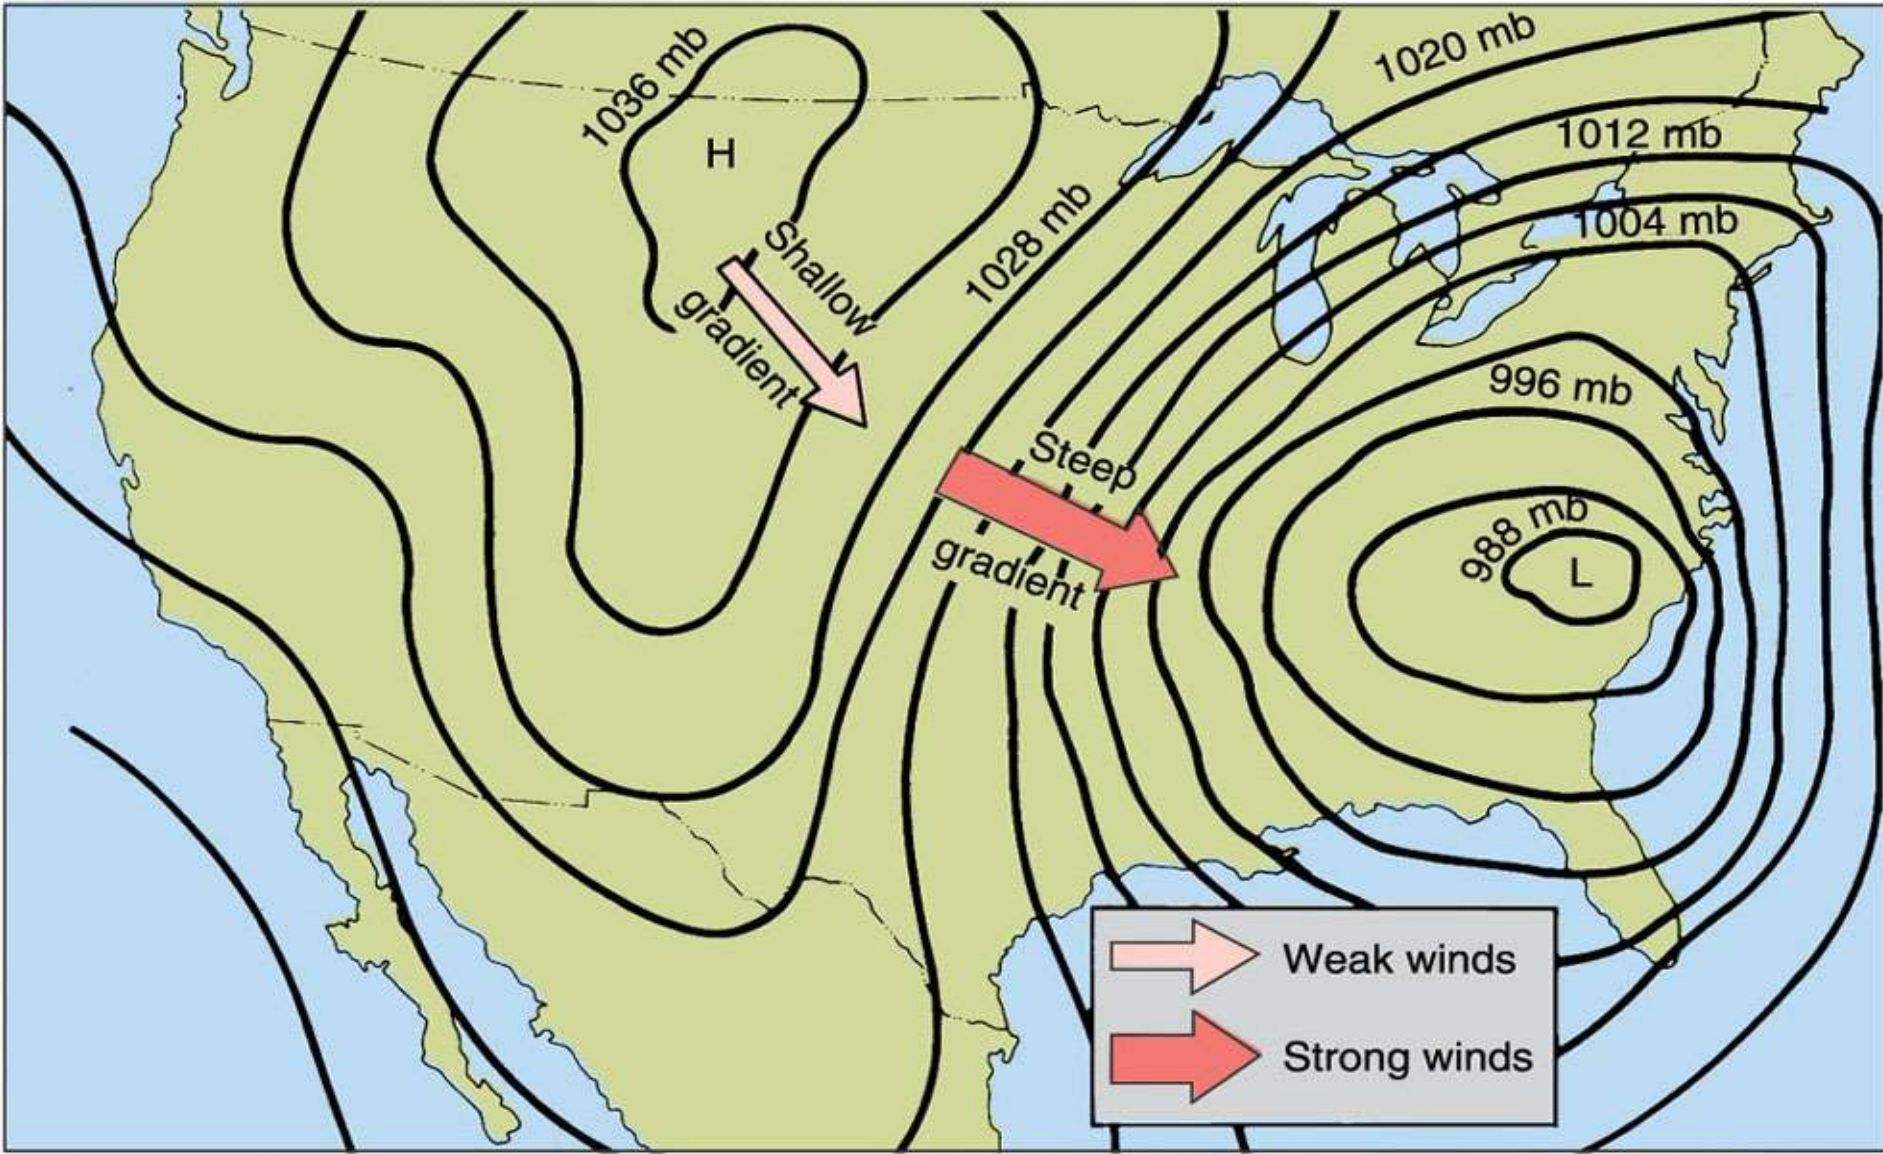 1020 mb
1036 mb
1012 mb
H
1028 mb
1004 mb
Shallow
gradient
996 mb
Steep
gradient
988 mb
L
Weak winds
Strong winds